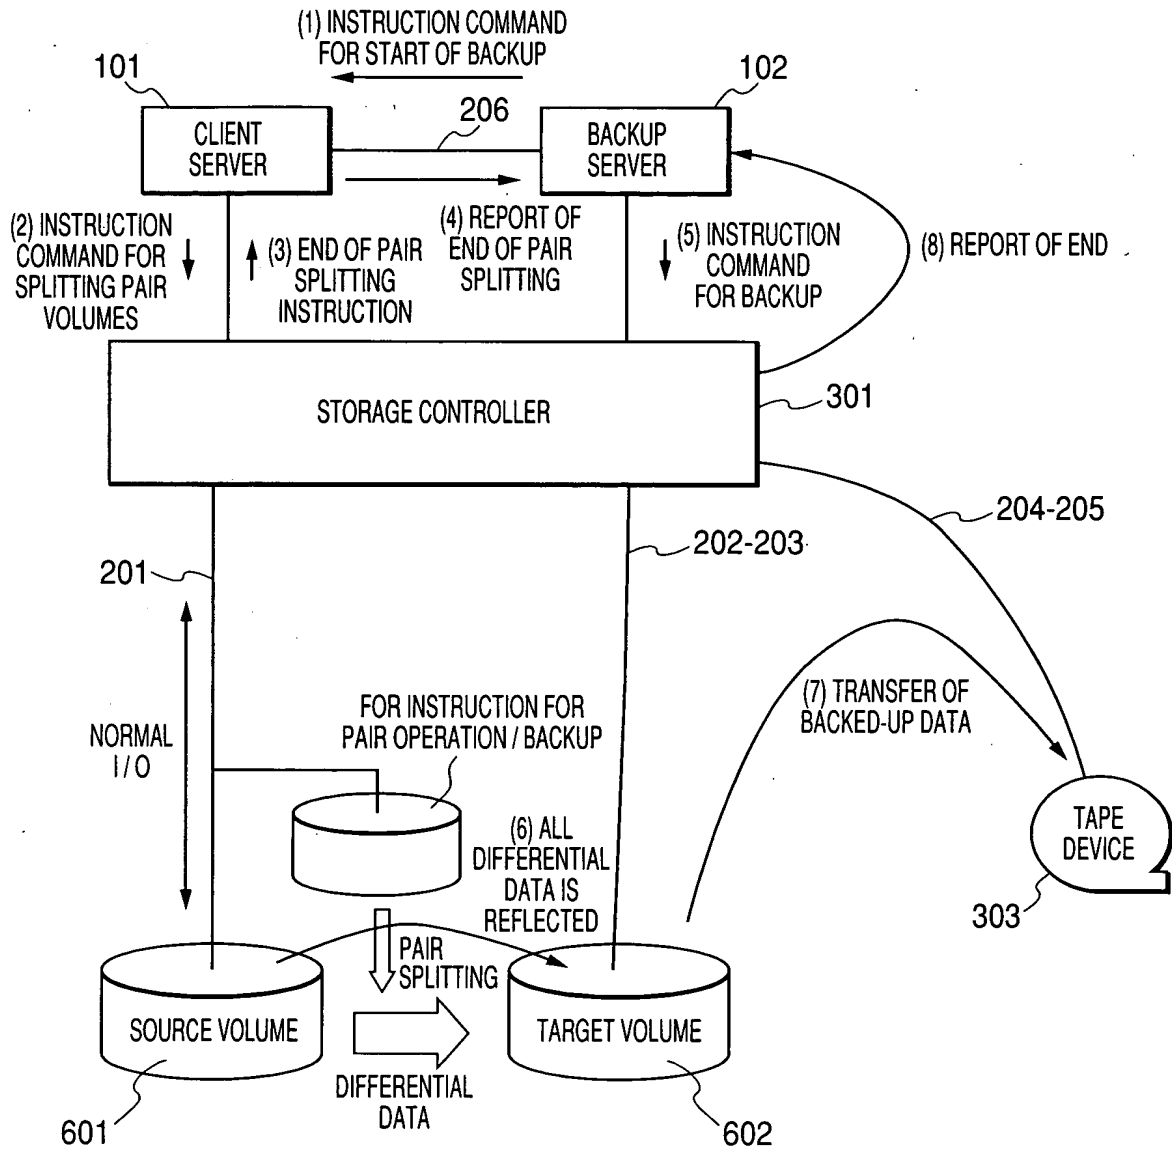 (1) INSTRUCTION COMMAND
FOR START OF BACKUP
101
102
206
CLIENT
SERVER
BACKUP
SERVER
(2) INSTRUCTION
COMMAND FOR
SPLITTING PAIR
VOLUMES
(3) END OF PAIR
SPLITTING
INSTRUCTION
(4) REPORT OF
END OF PAIR
SPLITTING
(5) INSTRUCTION
COMMAND
FOR BACKUP
(8) REPORT OF END
STORAGE CONTROLLER
301
204-205
202-203
201
NORMAL
I/O
FOR INSTRUCTION FOR
PAIR OPERATION / BACKUP
(7) TRANSFER OF
BACKED-UP DATA
(6) ALL
DIFFERENTIAL
DATA IS
REFLECTED
TAPE
DEVICE
303
PAIR
SPLITTING
SOURCE VOLUME
TARGET VOLUME
DIFFERENTIAL
DATA
601
602